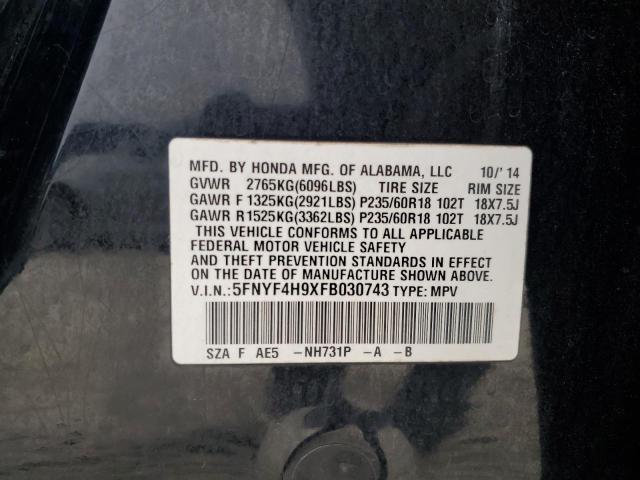 MFD. BY HONDA MFG. OF ALABAMA, LLC 10/'14
GVWR 2765KG(6096LBS) TIRE SIZE RIM SIZE
GAWR F 1325KG(2921LBS) P235/60R18 102T 18X7.5J
GAWR R 1525KG(3362LBS) P235/60R18 102T 18X7.5J
THIS VEHICLE CONFORMS TO ALL APPLICABLE
FEDERAL MOTOR VEHICLE SAFETY
AND THEFT PREVENTION STANDARDS IN EFFECT
ON THE DATE OF MANUFACTURE SHOWN ABOVE.
V.I.N.:5FNYF4H9XFB030743 TYPE: MPV
SZA F AE5 -NH731P -A -B